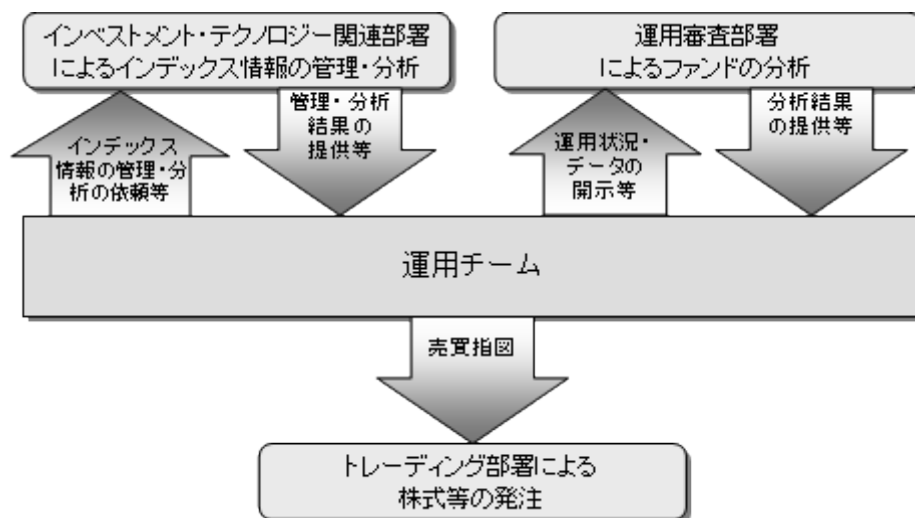 インベストメント・テクノロジー関連部署
によるインデックス情報の管理・分析
運用審査部署
によるファンドの分析
インデックス
情報の管理・分
析の依頼等
管理・分析
結果の
提供等
運用状況・
データの
開示等
分析結果
の提供等
運用チーム
売買指図
トレーディング部署による
株式等の発注